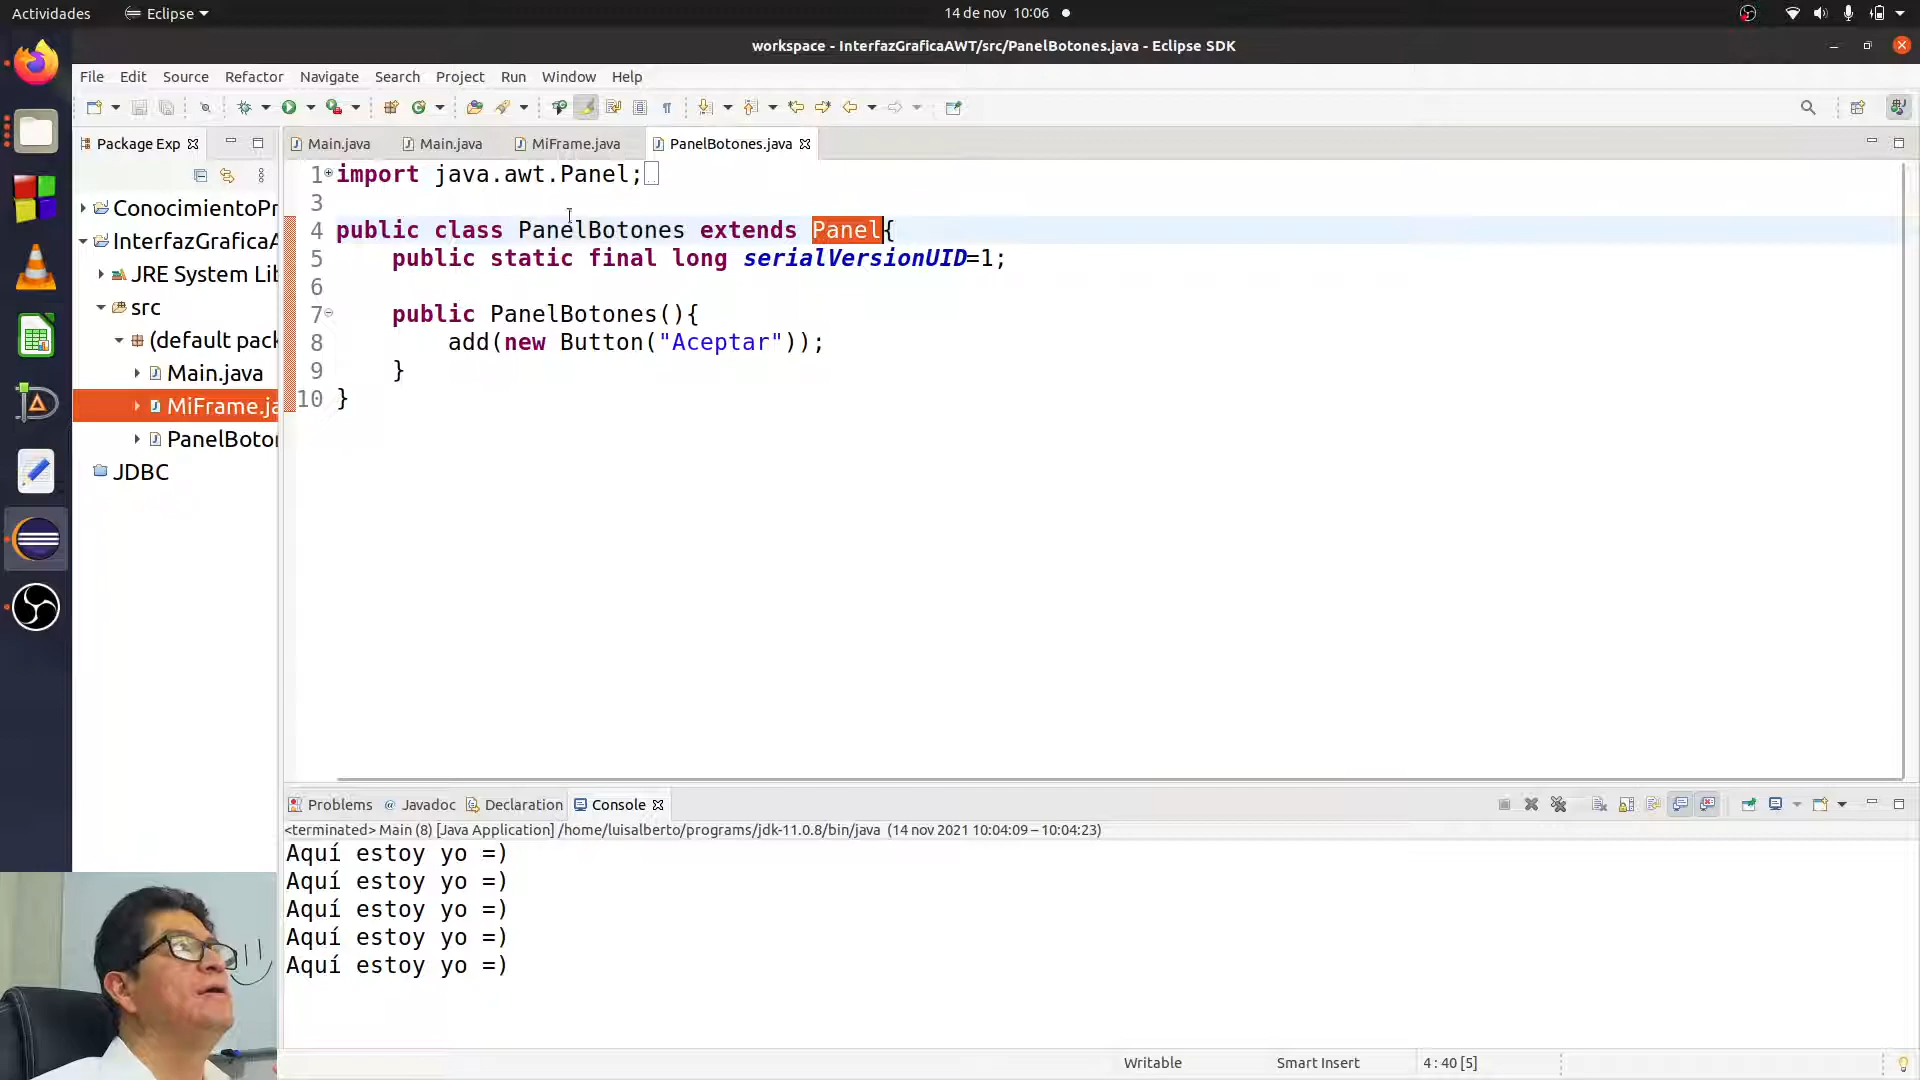 Actividades
Eclipse
14 de nov 10:06
workspace - InterfazGraficaAWT/src/PanelBotones.java - Eclipse SDK
File Edit Source Refactor Navigate Search Project Run Window Help
Package Exp
Main.java
Main.java
MiFrame.java
PanelBotones.java
ConocimientoPr
InterfazGraficaA
JRE System Lib
src
(default pack
Main.java
MiFrame.ja
PanelBoton
JDBC
1 import java.awt.Panel;
3
4 public class PanelBotones extends Panel{
5 public static final long serialVersionUID=1;
6
7 public PanelBotones(){
8 add(new Button("Aceptar"));
9 }
10 }
Problems
Javadoc
Declaration
Console
<terminated> Main (8) [Java Application] /home/luisalberto/programs/jdk-11.0.8/bin/java (14 nov 2021 10:04:09 – 10:04:23)
Aquí estoy yo =)
Aquí estoy yo =)
Aquí estoy yo =)
Aquí estoy yo =)
Aquí estoy yo =)
Writable
Smart Insert
4 : 40 [5]